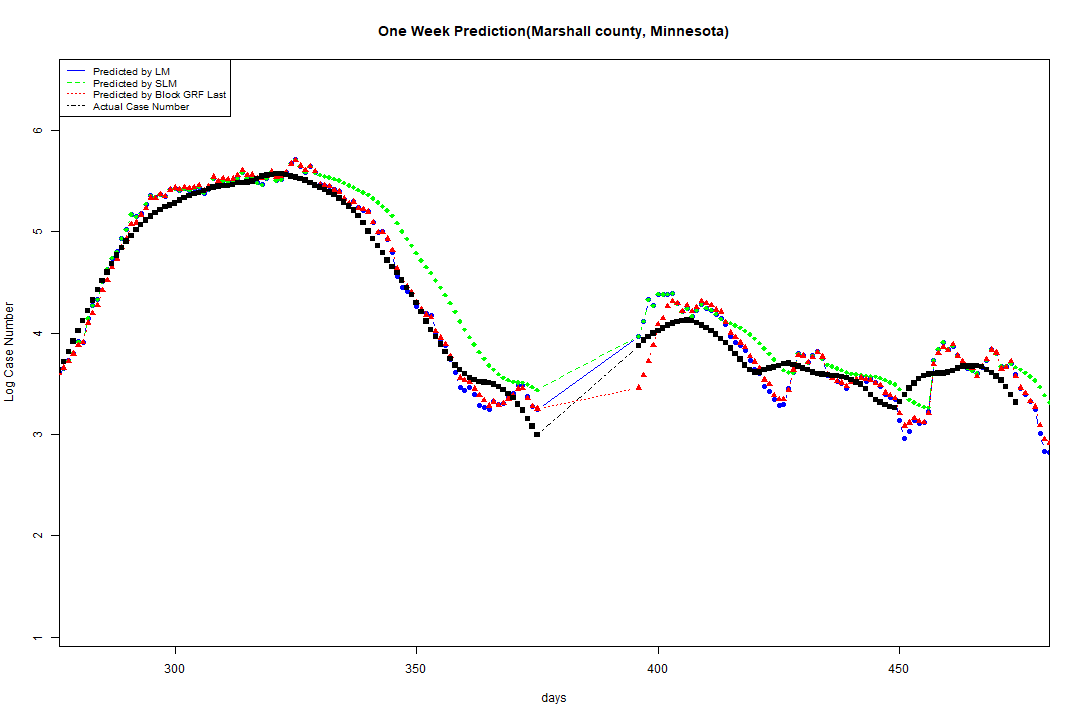 One Week Prediction(Marshall county, Minnesota)
Predicted by LM
Predicted by SLM
Predicted by Block GRF Last
Actual Case Number
Log Case Number
6
5
4
3
2
1
300
350
400
450
days